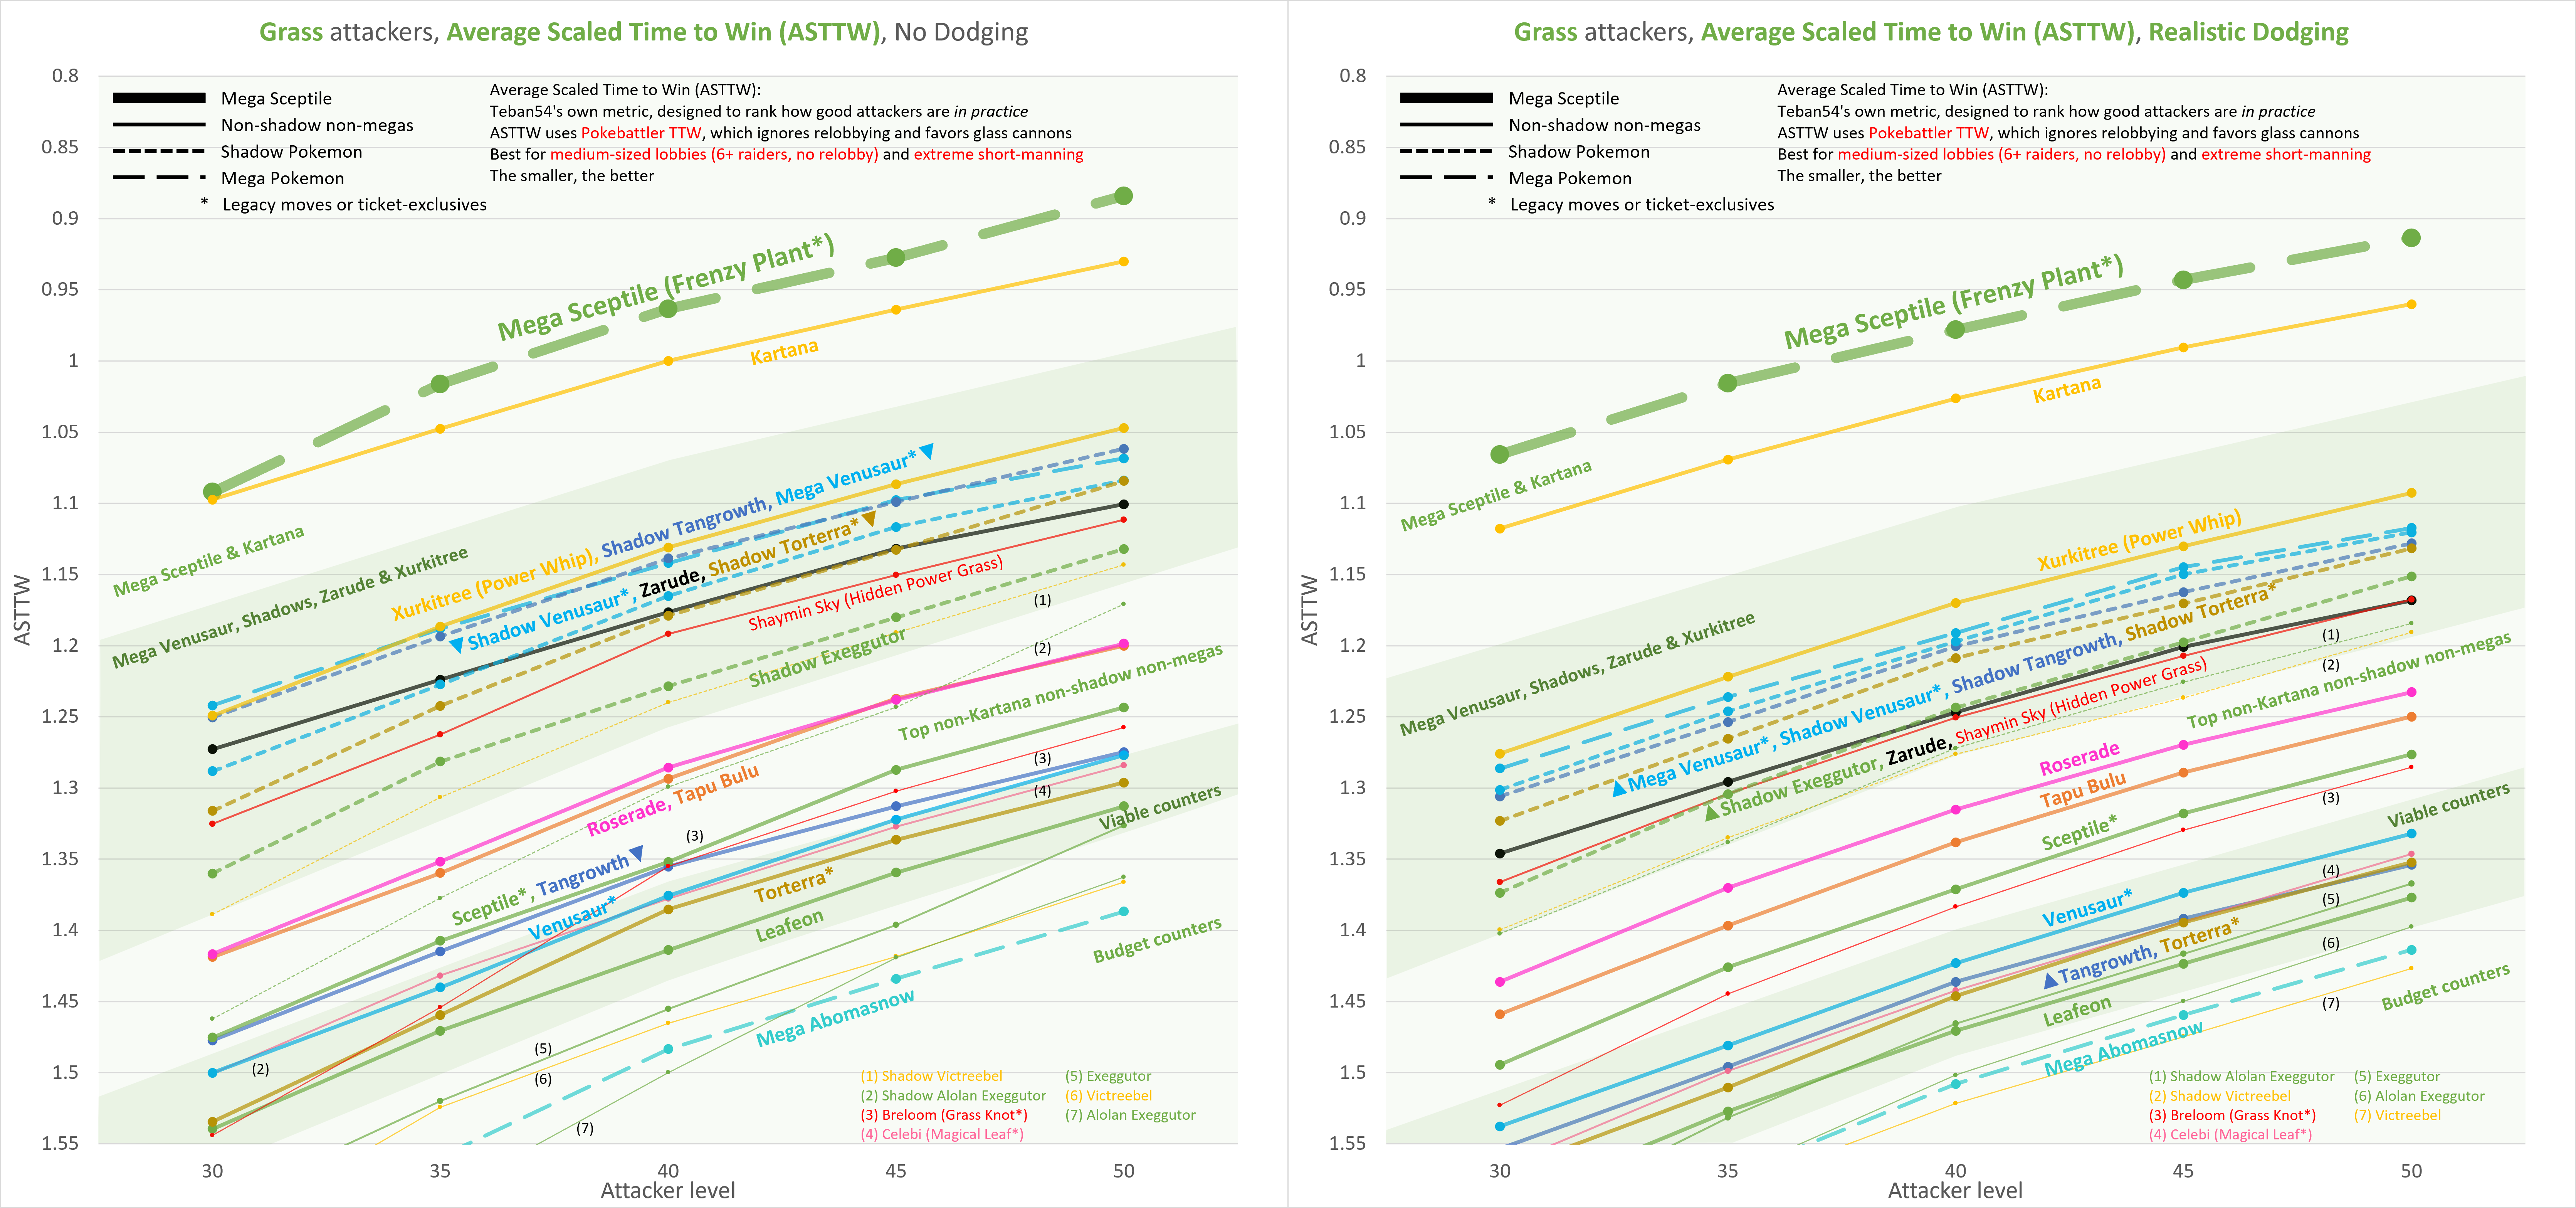 Grass attackers, Average Scaled Time to Win (ASTTW), No Dodging
Mega Sceptile
Non-shadow non-megas
Shadow Pokemon
Mega Pokemon
* Legacy moves or ticket-exclusives
Average Scaled Time to Win (ASTTW):
Teban54's own metric, designed to rank how good attackers are in practice
ASTTW uses Pokebattler TTW, which ignores relobbying and favors glass cannons
Best for medium-sized lobbies (6+ raiders, no relobby) and extreme short-manning
The smaller, the better
0.8
0.85
0.9
0.95
1
1.05
1.1
1.15
1.2
1.25
1.3
1.35
1.4
1.45
1.5
1.55
ASTTW
Mega Sceptile (Frenzy Plant*)
Kartana
Mega Sceptile & Kartana
Mega Venusaur, Shadows, Zarude & Xurkitree
Xurkitree (Power Whip), Shadow Tangrowth, Mega Venusaur*
Shadow Venusaur*, Zarude, Shadow Torterra*
Shaymin Sky (Hidden Power Grass)
(1)
Shadow Exeggutor
(2)
Top non-Kartana non-shadow non-megas
(3)
Roserade, Tapu Bulu
(4)
Viable counters
(3)
Sceptile*, Tangrowth
Torterra*
Venusaur*
Leafeon
Budget counters
Mega Abomasnow
(5)
(2)
(6)
(7)
(1) Shadow Victreebel
(2) Shadow Alolan Exeggutor
(3) Breloom (Grass Knot*)
(4) Celebi (Magical Leaf*)
(5) Exeggutor
(6) Victreebel
(7) Alolan Exeggutor
30 35 40 45 50
Attacker level
Grass attackers, Average Scaled Time to Win (ASTTW), Realistic Dodging
Mega Sceptile
Non-shadow non-megas
Shadow Pokemon
Mega Pokemon
* Legacy moves or ticket-exclusives
Average Scaled Time to Win (ASTTW):
Teban54's own metric, designed to rank how good attackers are in practice
ASTTW uses Pokebattler TTW, which ignores relobbying and favors glass cannons
Best for medium-sized lobbies (6+ raiders, no relobby) and extreme short-manning
The smaller, the better
0.8
0.85
0.9
0.95
1
1.05
1.1
1.15
1.2
1.25
1.3
1.35
1.4
1.45
1.5
1.55
ASTTW
Mega Sceptile (Frenzy Plant*)
Kartana
Mega Sceptile & Kartana
Xurkitree (Power Whip)
Mega Venusaur, Shadows, Zarude & Xurkitree
Mega Venusaur*, Shadow Venusaur*, Shadow Tangrowth, Shadow Torterra*
(1)
(2)
Shadow Exeggutor, Zarude, Shaymin Sky (Hidden Power Grass)
Top non-Kartana non-shadow non-megas
Roserade
Tapu Bulu
(3)
Sceptile*
Viable counters
(4)
(5)
Venusaur*
(6)
Tangrowth, Torterra*
Leafeon
Budget counters
(7)
Mega Abomasnow
(1) Shadow Alolan Exeggutor
(2) Shadow Victreebel
(3) Breloom (Grass Knot*)
(4) Celebi (Magical Leaf*)
(5) Exeggutor
(6) Alolan Exeggutor
(7) Victreebel
30 35 40 45 50
Attacker level